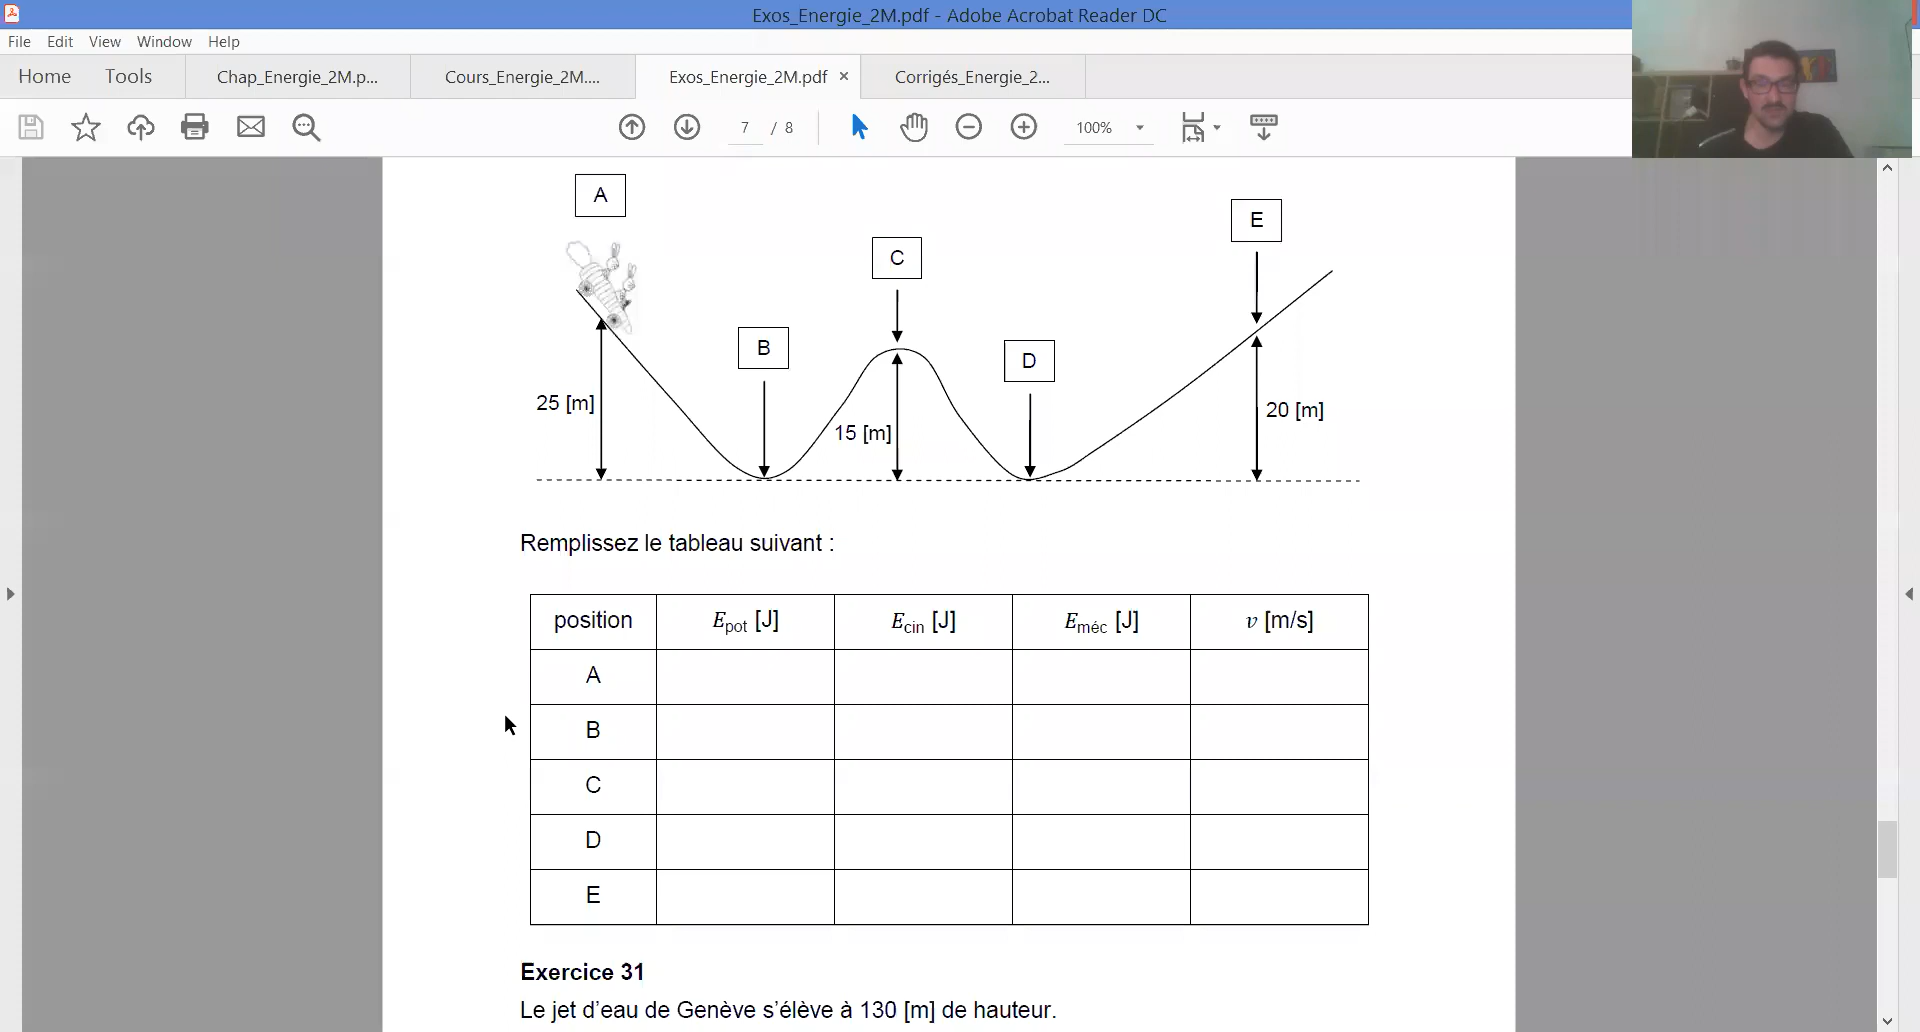 Exos_Energie_2M.pdf - Adobe Acrobat Reader DC
File Edit View Window Help
Home Tools Chap_Energie_2M.p... Cours_Energie_2M.... Exos_Energie_2M.pdf × Corrigés_Energie_2...
7 / 8 100%
A
E
C
B
D
25 [m]
20 [m]
15 [m]
Remplissez le tableau suivant :
position Epot [J] Ecin [J] Eméc [J] v [m/s]
A
B
C
D
E
Exercice 31
Le jet d’eau de Genève s’élève à 130 [m] de hauteur.